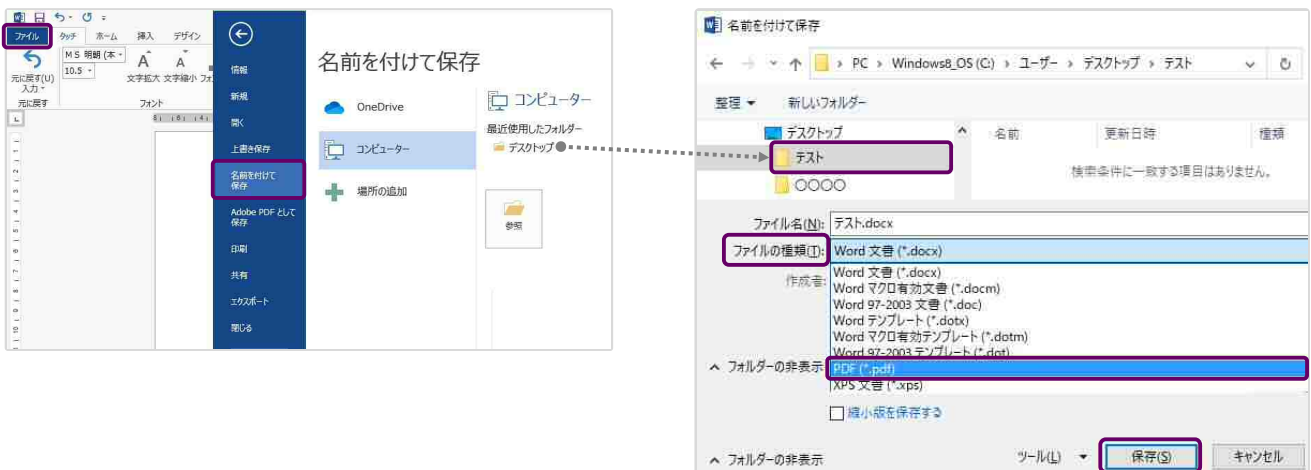 ファイル
タッチ
ホーム
挿入
デザイン
元に戻す(U)
入力
元に戻す
MS 明朝 (本
10.5
文字拡大 文字縮小 フォ
フォント
情報
新規
開く
上書き保存
名前を付けて
保存
Adobe PDF として
保存
印刷
共有
エクスポート
閉じる
名前を付けて保存
OneDrive
コンピューター
場所の追加
コンピューター
最近使用したフォルダー
デスクトップ
参照
名前を付けて保存
PC › Windows8_OS (C:) › ユーザー › デスクトップ › テスト
整理 ▼ 新しいフォルダー
デスクトップ
テスト
〇〇〇〇
名前 更新日時 種類
検索条件に一致する項目はありません。
ファイル名(N): テスト.docx
ファイルの種類(T): Word 文書 (*.docx)
作成者:
Word 文書 (*.docx)
Word マクロ有効文書 (*.docm)
Word 97-2003 文書 (*.doc)
Word テンプレート (*.dotx)
Word マクロ有効テンプレート (*.dotm)
Word 97-2003 テンプレート (*.dot)
フォルダーの非表示
PDF (*.pdf)
XPS 文書 (*.xps)
縮小版を保存する
フォルダーの非表示
ツール(L) ▼ 保存(S) キャンセル